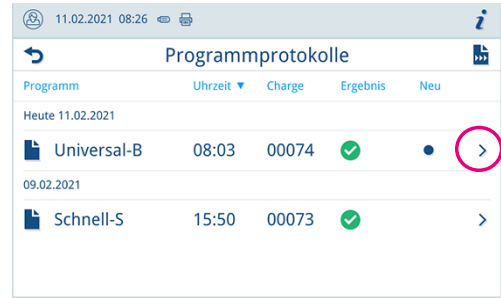 11.02.2021 08:26 i
Programmprotokolle
Programm Uhrzeit ▼ Charge Ergebnis Neu
Heute 11.02.2021
Universal-B 08:03 00074
09.02.2021
Schnell-S 15:50 00073